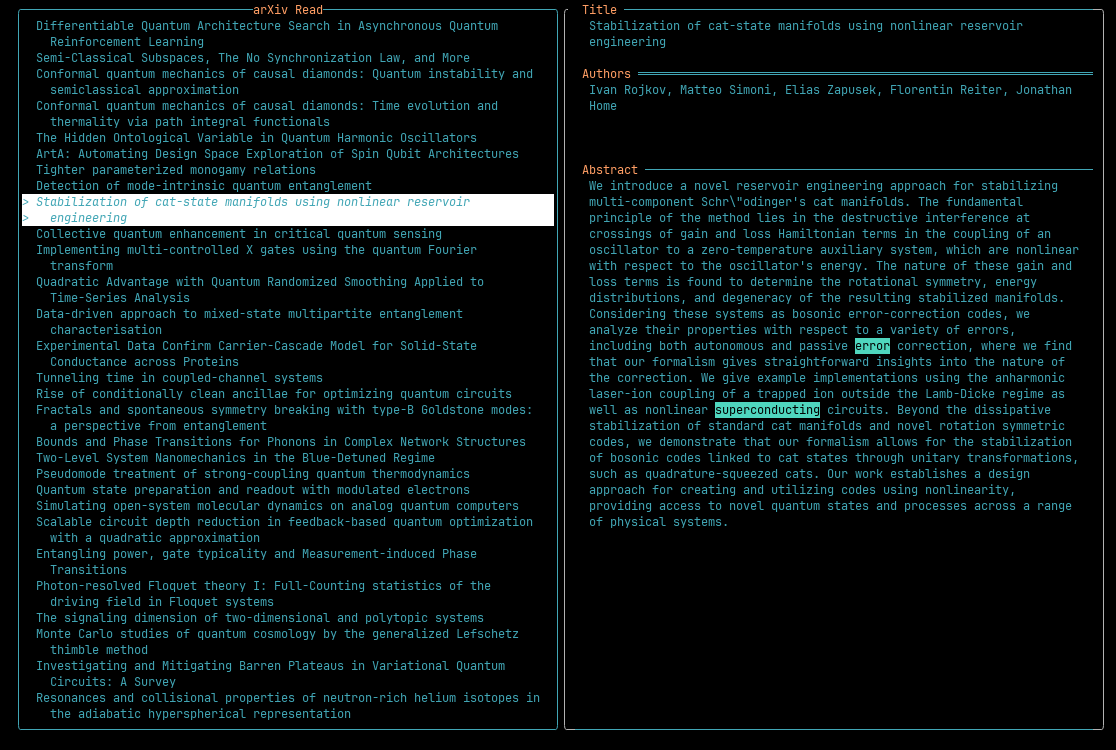 arXiv Read
Differentiable Quantum Architecture Search in Asynchronous Quantum
Reinforcement Learning
Semi-Classical Subspaces, The No Synchronization Law, and More
Conformal quantum mechanics of causal diamonds: Quantum instability and
semiclassical approximation
Conformal quantum mechanics of causal diamonds: Time evolution and
thermality via path integral functionals
The Hidden Ontological Variable in Quantum Harmonic Oscillators
ArtA: Automating Design Space Exploration of Spin Qubit Architectures
Tighter parameterized monogamy relations
Detection of mode-intrinsic quantum entanglement
> Stabilization of cat-state manifolds using nonlinear reservoir
> engineering
Collective quantum enhancement in critical quantum sensing
Implementing multi-controlled X gates using the quantum Fourier
transform
Quadratic Advantage with Quantum Randomized Smoothing Applied to
Time-Series Analysis
Data-driven approach to mixed-state multipartite entanglement
characterisation
Experimental Data Confirm Carrier-Cascade Model for Solid-State
Conductance across Proteins
Tunneling time in coupled-channel systems
Rise of conditionally clean ancillae for optimizing quantum circuits
Fractals and spontaneous symmetry breaking with type-B Goldstone modes:
a perspective from entanglement
Bounds and Phase Transitions for Phonons in Complex Network Structures
Two-Level System Nanomechanics in the Blue-Detuned Regime
Pseudomode treatment of strong-coupling quantum thermodynamics
Quantum state preparation and readout with modulated electrons
Simulating open-system molecular dynamics on analog quantum computers
Scalable circuit depth reduction in feedback-based quantum optimization
with a quadratic approximation
Entangling power, gate typicality and Measurement-induced Phase
Transitions
Photon-resolved Floquet theory I: Full-Counting statistics of the
driving field in Floquet systems
The signaling dimension of two-dimensional and polytopic systems
Monte Carlo studies of quantum cosmology by the generalized Lefschetz
thimble method
Investigating and Mitigating Barren Plateaus in Variational Quantum
Circuits: A Survey
Resonances and collisional properties of neutron-rich helium isotopes in
the adiabatic hyperspherical representation
Title
Stabilization of cat-state manifolds using nonlinear reservoir
engineering
Authors
Ivan Rojkov, Matteo Simoni, Elias Zapusek, Florentin Reiter, Jonathan
Home
Abstract
We introduce a novel reservoir engineering approach for stabilizing
multi-component Schr\"odinger's cat manifolds. The fundamental
principle of the method lies in the destructive interference at
crossings of gain and loss Hamiltonian terms in the coupling of an
oscillator to a zero-temperature auxiliary system, which are nonlinear
with respect to the oscillator's energy. The nature of these gain and
loss terms is found to determine the rotational symmetry, energy
distributions, and degeneracy of the resulting stabilized manifolds.
Considering these systems as bosonic error-correction codes, we
analyze their properties with respect to a variety of errors,
including both autonomous and passive error correction, where we find
that our formalism gives straightforward insights into the nature of
the correction. We give example implementations using the anharmonic
laser-ion coupling of a trapped ion outside the Lamb-Dicke regime as
well as nonlinear superconducting circuits. Beyond the dissipative
stabilization of standard cat manifolds and novel rotation symmetric
codes, we demonstrate that our formalism allows for the stabilization
of bosonic codes linked to cat states through unitary transformations,
such as quadrature-squeezed cats. Our work establishes a design
approach for creating and utilizing codes using nonlinearity,
providing access to novel quantum states and processes across a range
of physical systems.